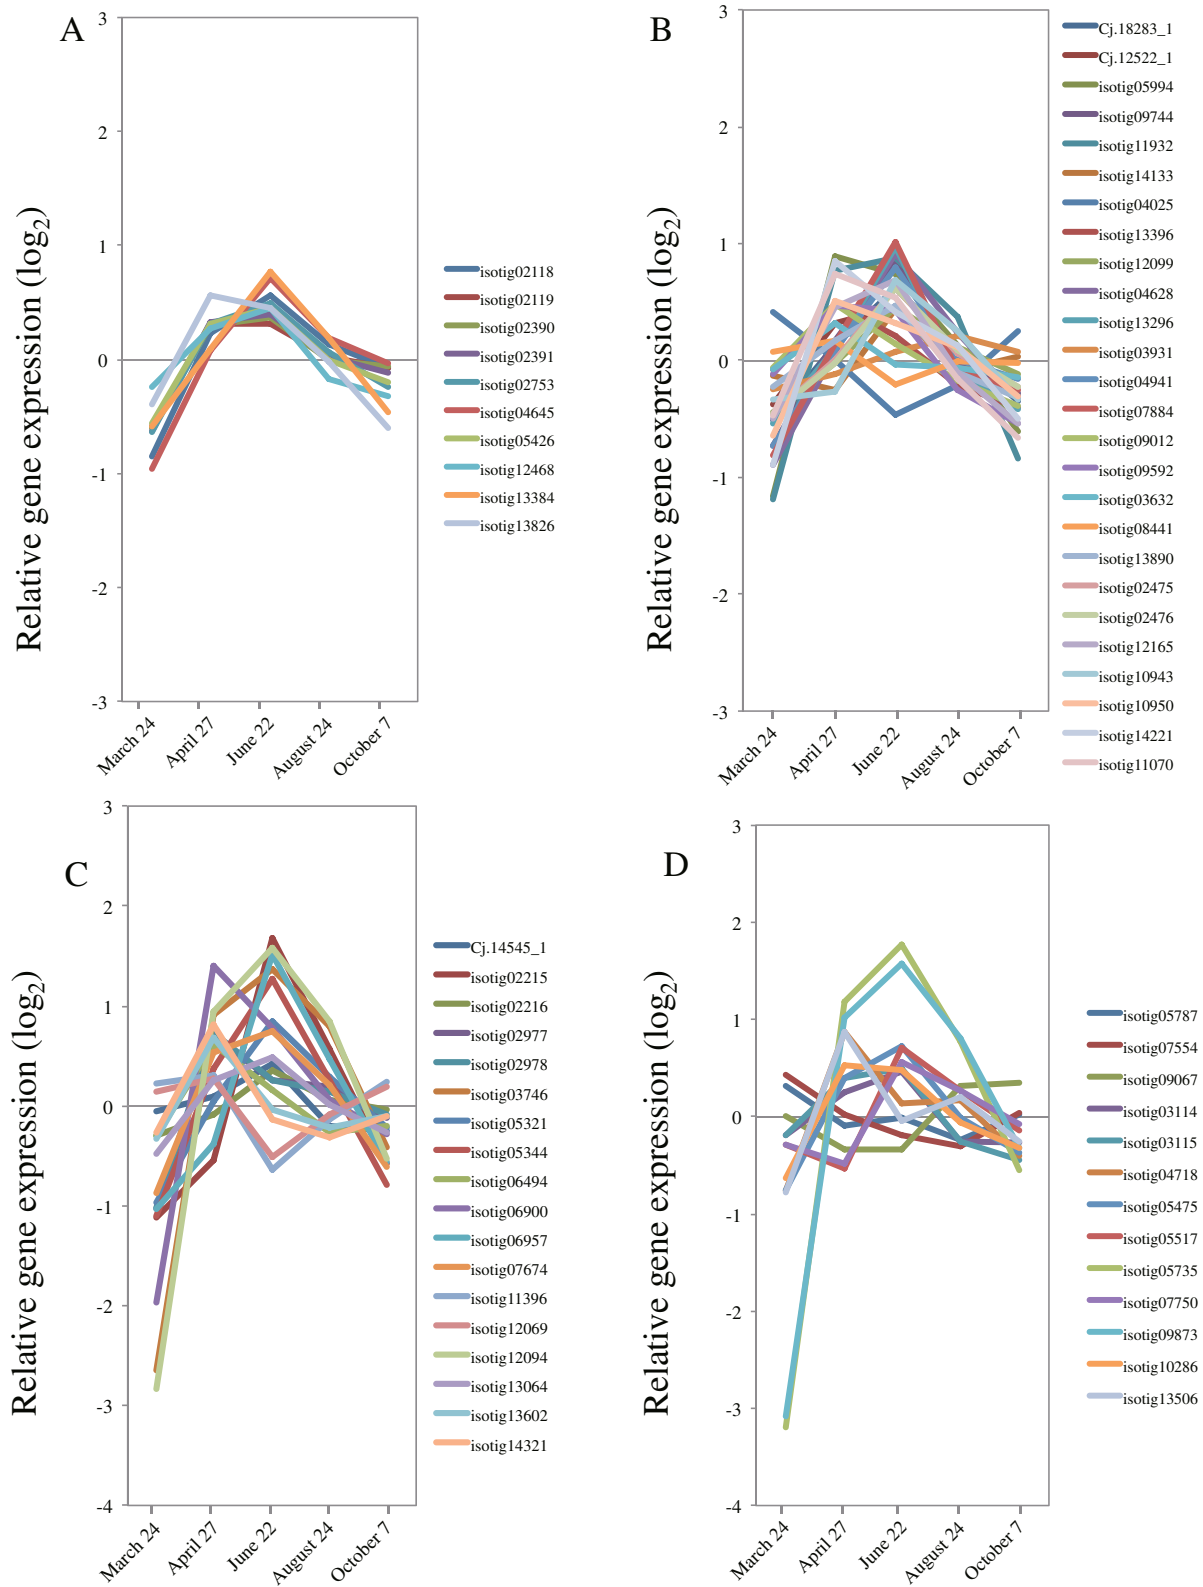 A
3
2
1
0
-1
-2
-3
Relative gene expression (log2)
March 24
April 27
June 22
August 24
October 7
isotig02118
isotig02119
isotig02390
isotig02391
isotig02753
isotig04645
isotig05426
isotig12468
isotig13384
isotig13826
B
3
2
1
0
-1
-2
-3
Relative gene expression (log2)
March 24
April 27
June 22
August 24
October 7
Cj.18283_1
Cj.12522_1
isotig05994
isotig09744
isotig11932
isotig14133
isotig04025
isotig13396
isotig12099
isotig04628
isotig13296
isotig03931
isotig04941
isotig07884
isotig09012
isotig09592
isotig03632
isotig08441
isotig13890
isotig02475
isotig02476
isotig12165
isotig10943
isotig10950
isotig14221
isotig11070
C
3
2
1
0
-1
-2
-3
-4
Relative gene expression (log2)
March 24
April 27
June 22
August 24
October 7
Cj.14545_1
isotig02215
isotig02216
isotig02977
isotig02978
isotig03746
isotig05321
isotig05344
isotig06494
isotig06900
isotig06957
isotig07674
isotig11396
isotig12069
isotig12094
isotig13064
isotig13602
isotig14321
D
3
2
1
0
-1
-2
-3
-4
Relative gene expression (log2)
March 24
April 27
June 22
August 24
October 7
isotig05787
isotig07554
isotig09067
isotig03114
isotig03115
isotig04718
isotig05475
isotig05517
isotig05735
isotig07750
isotig09873
isotig10286
isotig13506